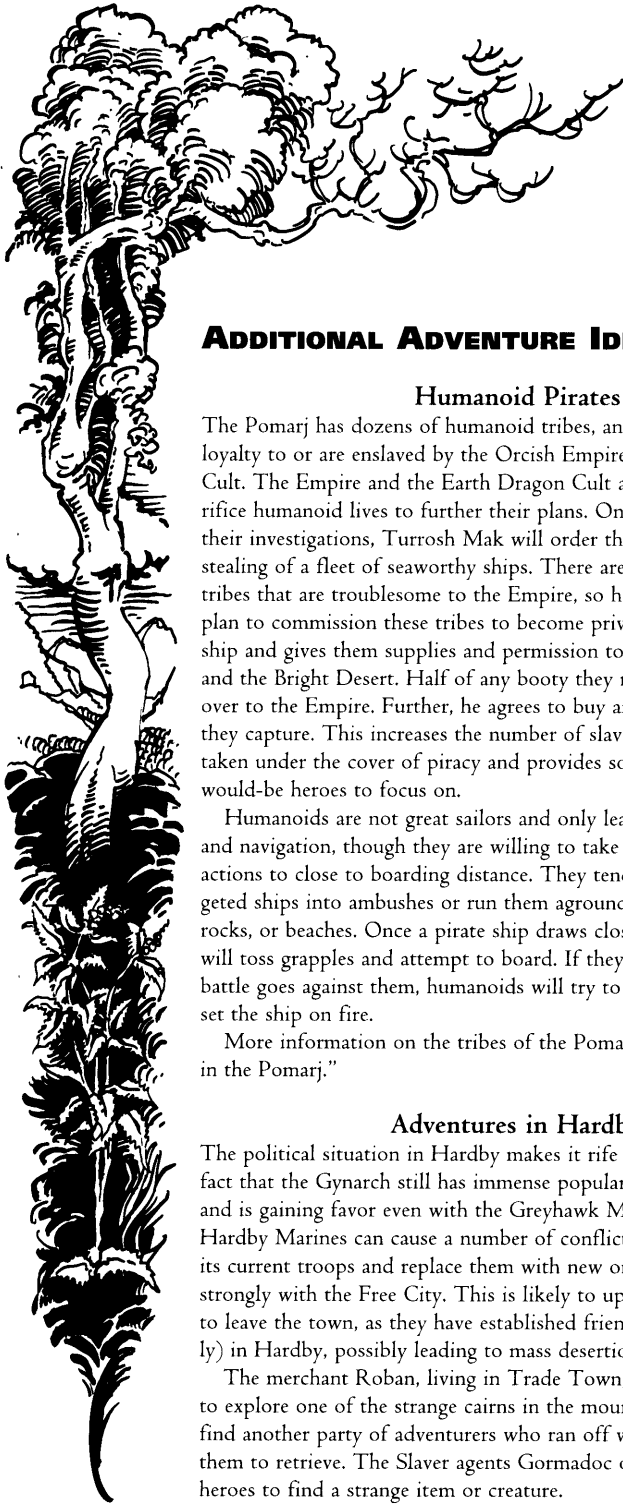 ADDITIONAL ADVENTURE
Humanoid Pirates
The Pomarj has dozens of humanoid tribes, an
loyalty to or are enslaved by the Orcish Empire
Cult. The Empire and the Earth Dragon Cult a
rifice humanoid lives to further their plans. On
their investigations, Turrosh Mak will order th
stealing of a fleet of seaworthy ships. There are
tribes that are troublesome to the Empire, so h
plan to commission these tribes to become priv
ship and gives them supplies and permission to
and the Bright Desert. Half of any booty they
over to the Empire. Further, he agrees to buy a
they capture. This increases the number of slav
taken under the cover of piracy and provides so
would-be heroes to focus on.
Humanoids are not great sailors and only lea
and navigation, though they are willing to take
actions to close to boarding distance. They tend
geted ships into ambushes or run them aground
rocks, or beaches. Once a pirate ship draws clos
will toss grapples and attempt to board. If they
battle goes against them, humanoids will try to
set the ship on fire.
More information on the tribes of the Poma
in the Pomarj.”
Adventures in Hardb
The political situation in Hardby makes it rife
fact that the Gynarch still has immense popular
and is gaining favor even with the Greyhawk M
Hardby Marines can cause a number of conflic
its current troops and replace them with new o
strongly with the Free City. This is likely to up
to leave the town, as they have established frien
ly) in Hardby, possibly leading to mass desertio
The merchant Roban, living in Trade Town
to explore one of the strange cairns in the moun
find another party of adventurers who ran off w
them to retrieve. The Slaver agents Gormadoc
heroes to find a strange item or creature.